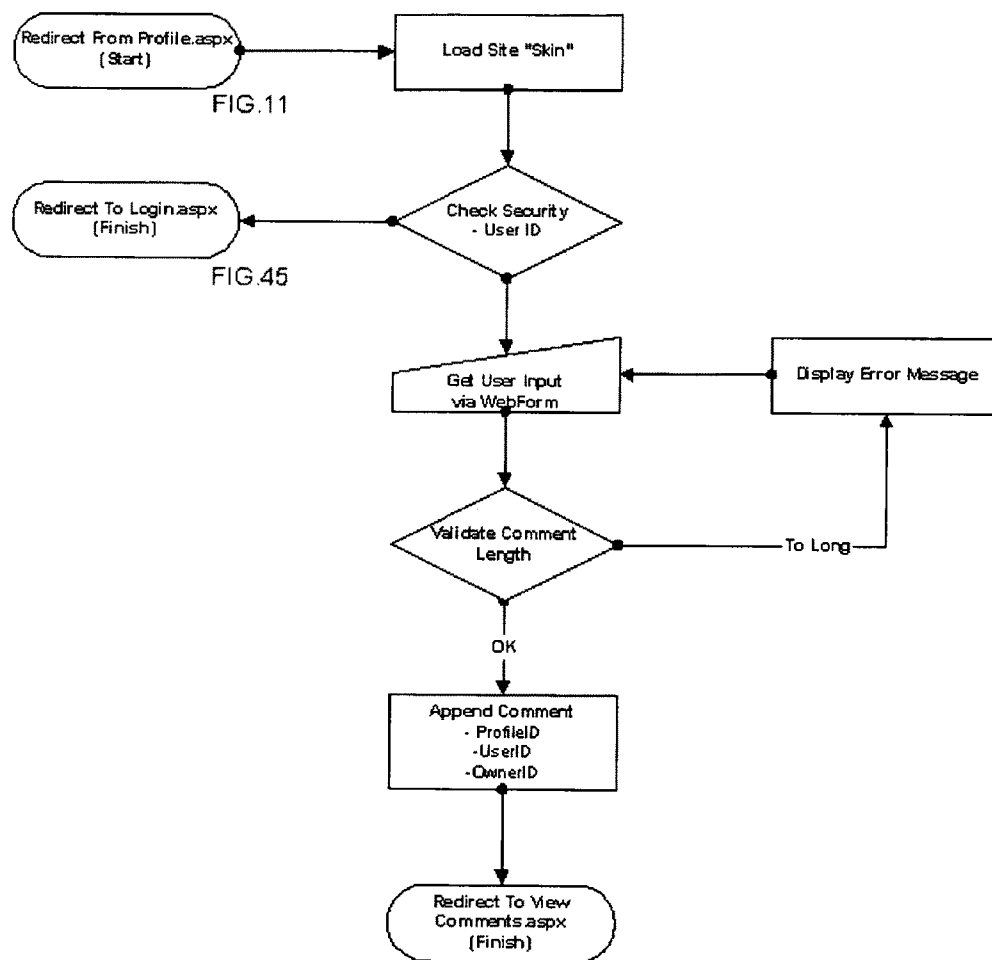 Redirect From Profile.aspx
(Start)
Load Site "Skin"
FIG.11
Redirect To Login.aspx
(Finish)
Check Security
- User ID
FIG.45
Get User Input
via WebForm
Display Error Message
Validate Comment
Length
To Long
OK
Append Comment
- ProfileID
-UserID
-OwnerID
Redirect To View
Comments.aspx
(Finish)